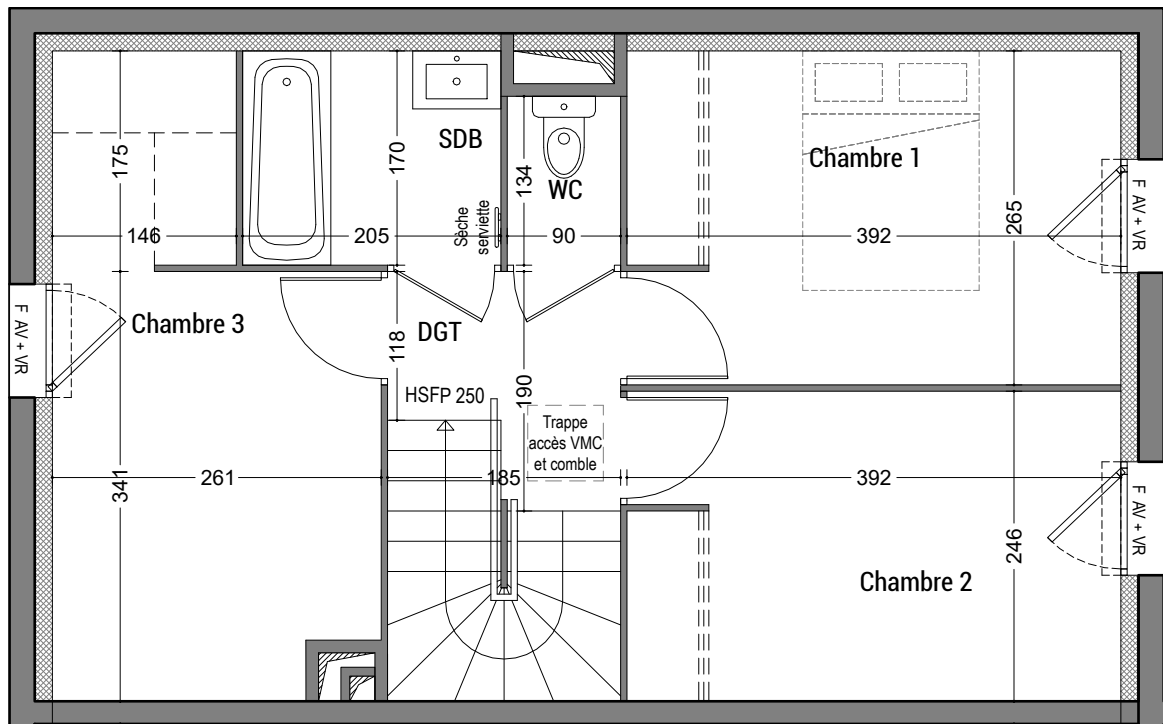 SDB
WC
Chambre 1
175
170
134
265
Sèche
serviette
146
205
90
392
F AV + VR
F AV + VR
Chambre 3
DGT
118
190
HSFP 250
Trappe
accès VMC
et comble
341
261
185
392
246
F AV + VR
Chambre 2